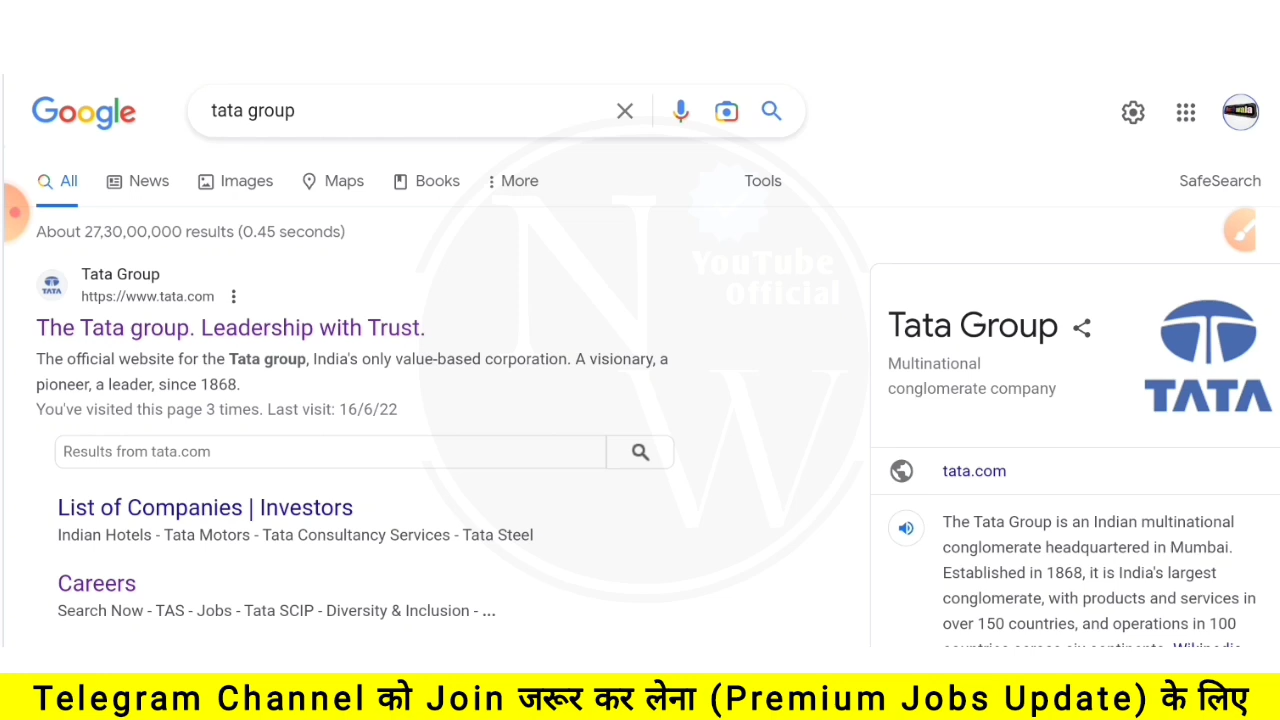 Google
tata group
All
News
Images
Maps
Books
More
Tools
SafeSearch
About 27,30,00,000 results (0.45 seconds)
Tata Group
https://www.tata.com
TATA
The Tata group. Leadership with Trust.
The official website for the Tata group, India's only value-based corporation. A visionary, a
pioneer, a leader, since 1868.
You've visited this page 3 times. Last visit: 16/6/22
Results from tata.com
List of Companies | Investors
Indian Hotels - Tata Motors - Tata Consultancy Services - Tata Steel
Careers
Search Now - TAS - Jobs - Tata SCIP - Diversity & Inclusion - ...
N
W
YouTube
Official
Tata Group
Multinational
conglomerate company
TATA
tata.com
The Tata Group is an Indian multinational
conglomerate headquartered in Mumbai.
Established in 1868, it is India's largest
conglomerate, with products and services in
over 150 countries, and operations in 100
Telegram Channel को Join जरूर कर लेना (Premium Jobs Update) के लिए